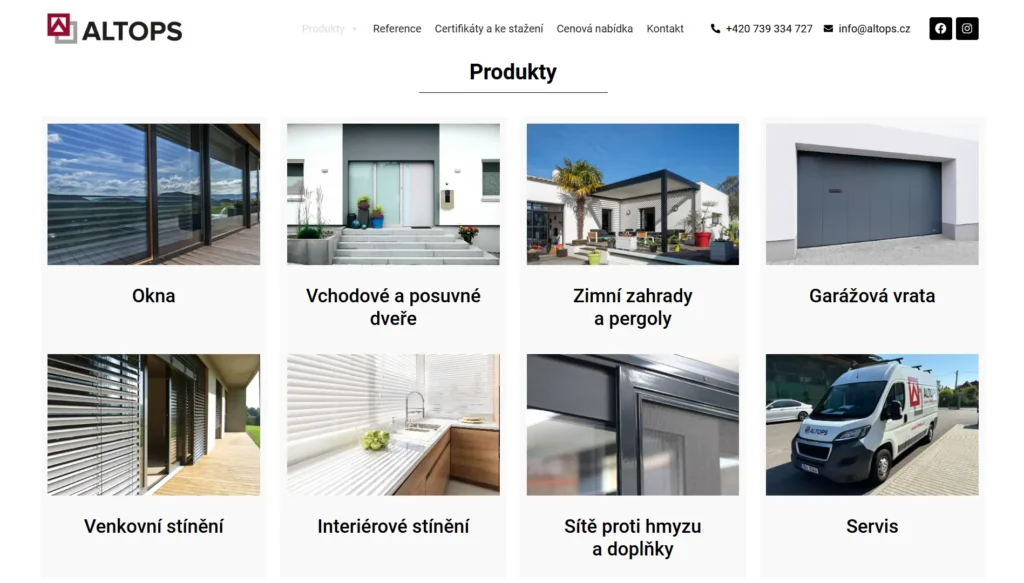 ALTOPS
Produkty
Reference
Certifikáty a ke stažení
Cenová nabídka
Kontakt
+420 739 334 727
info@altops.cz
Produkty
Okna
Vchodové a posuvné
dveře
Zimní zahrady
a pergoly
Garážová vrata
ALTOPS
Venkovní stínění
Interiérové stínění
Sítě proti hmyzu
a doplňky
Servis